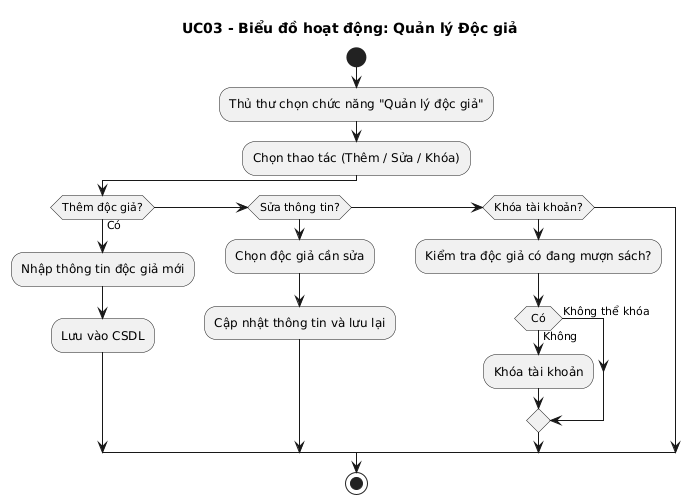 UC03 - Biểu đồ hoạt động: Quản lý Độc giả
Thủ thư chọn chức năng "Quản lý độc giả"
Chọn thao tác (Thêm / Sửa / Khóa)
Thêm độc giả?
Có
Nhập thông tin độc giả mới
Lưu vào CSDL
Sửa thông tin?
Chọn độc giả cần sửa
Cập nhật thông tin và lưu lại
Khóa tài khoản?
Kiểm tra độc giả có đang mượn sách?
Có
Không thể khóa
Không
Khóa tài khoản